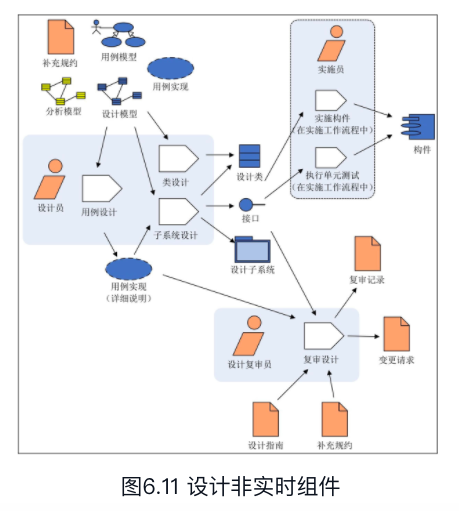 补充规约
用例模型
用例实现
分析模型
设计模型
实施员
实施构件
(在实施工作流程中)
构件
执行单元测试
(在实施工作流程中)
设计员
用例设计
类设计
子系统设计
设计类
接口
设计子系统
用例实现
(详细说明)
复审记录
设计复审员
复审设计
变更请求
设计指南
补充规约
图6.11 设计非实时组件